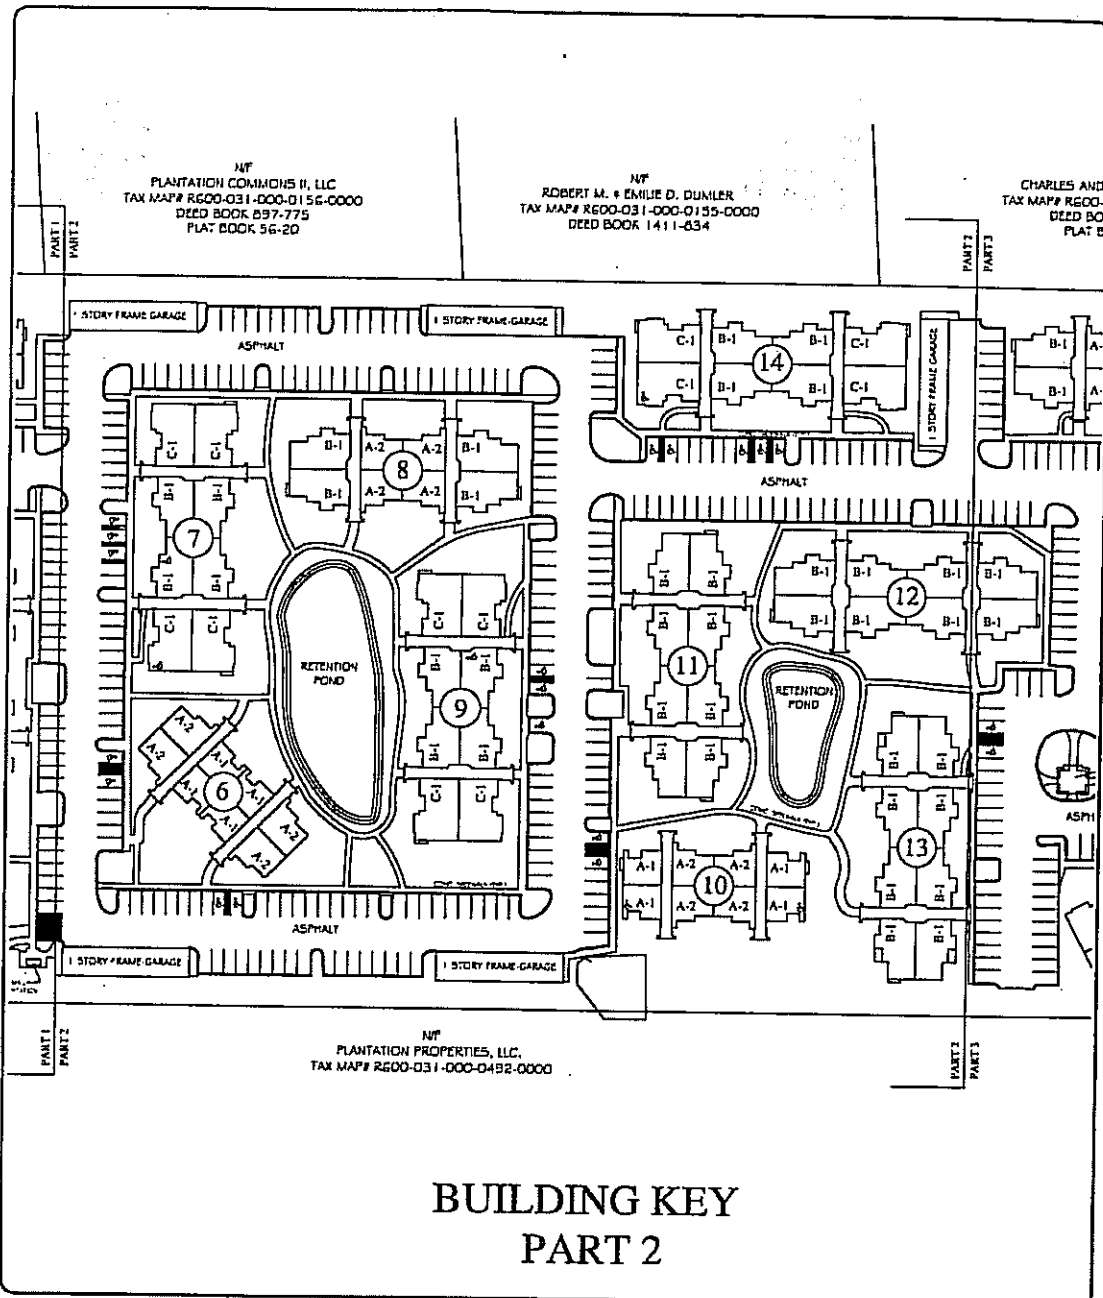 N/F
PLANTATION COMMONS II, LLC
TAX MAP# R600-031-000-0156-0000
DEED BOOK 897-775
PLAT BOOK 56-20
N/F
ROBERT M. & EMILIE D. DUMLER
TAX MAP# R600-031-000-0155-0000
DEED BOOK 1411-834
CHARLES AND
TAX MAP# R600-
DEED BO
PLAT B
PART 1
PART 2
PART 2
PART 3
1 STORY FRAME GARAGE
1 STORY FRAME GARAGE
ASPHALT
C-1
B-1
B-1
C-1
14
C-1
B-1
B-1
C-1
1 STORY FRAME GARAGE
B-1
A-
B-1
A-
ASPHALT
C-1
C-1
B-1
B-1
7
B-1
B-1
C-1
C-1
B-1
A-2
A-2
B-1
8
B-1
A-2
A-2
B-1
RETENTION
POND
C-1
C-1
B-1
B-1
9
B-1
B-1
C-1
C-1
A-2
A-2
A-1
A-1
6
A-1
A-1
A-2
A-2
B-1
B-1
B-1
B-1
11
B-1
B-1
B-1
B-1
B-1
B-1
B-1
B-1
12
B-1
B-1
B-1
B-1
RETENTION
POND
B-1
B-1
B-1
B-1
13
B-1
B-1
B-1
B-1
A-1
A-2
A-2
A-1
10
A-1
A-2
A-2
A-1
ASPH
ASPHALT
1 STORY FRAME GARAGE
1 STORY FRAME GARAGE
PART 1
PART 2
PART 2
PART 3
N/F
PLANTATION PROPERTIES, LLC.
TAX MAP# R600-031-000-0492-0000
BUILDING KEY
PART 2